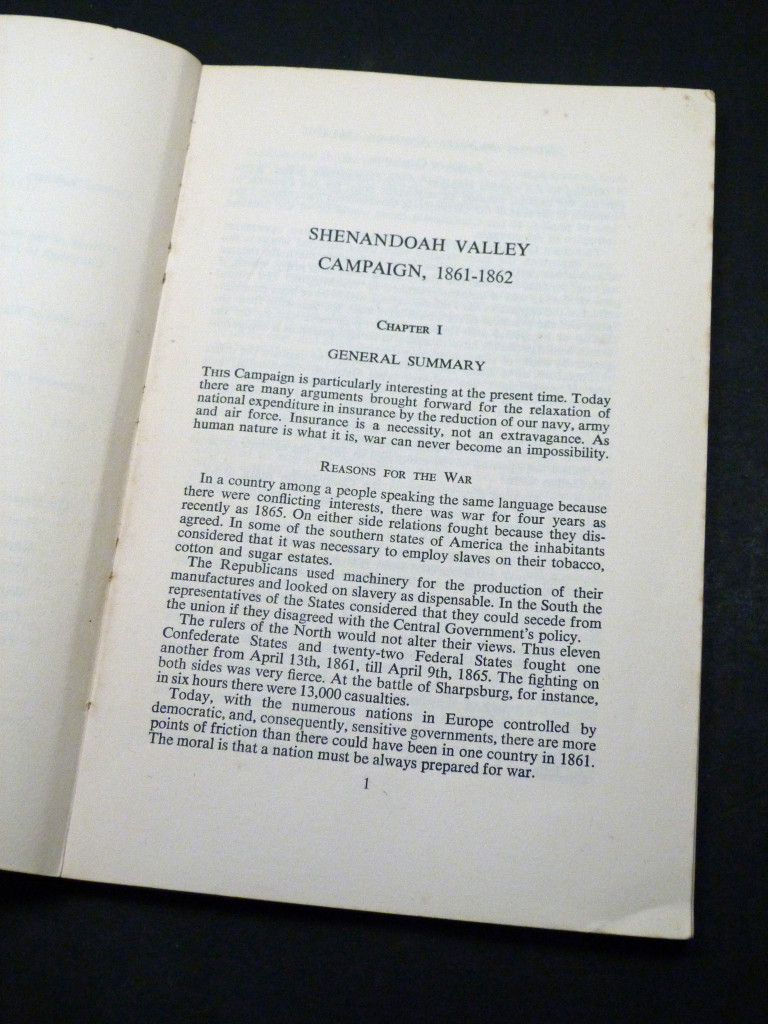 SHENANDOAH VALLEY
CAMPAIGN, 1861-1862
CHAPTER I
GENERAL SUMMARY
THIS Campaign is particularly interesting at the present time. Today
there are many arguments brought forward for the relaxation of
national expenditure in insurance by the reduction of our navy, army
and air force. Insurance is a necessity, not an extravagance. As
human nature is what it is, war can never become an impossibility.
REASONS FOR THE WAR
In a country among a people speaking the same language because
there were conflicting interests, there was war for four years as
recently as 1865. On either side relations fought because they dis-
agreed. In some of the southern states of America the inhabitants
considered that it was necessary to employ slaves on their tobacco,
cotton and sugar estates.
The Republicans used machinery for the production of their
manufactures and looked on slavery as dispensable. In the South the
representatives of the States considered that they could secede from
the union if they disagreed with the Central Government's policy.
The rulers of the North would not alter their views. Thus eleven
Confederate States and twenty-two Federal States fought one
another from April 13th, 1861, till April 9th, 1865. The fighting on
both sides was very fierce. At the battle of Sharpsburg, for instance,
in six hours there were 13,000 casualties.
Today, with the numerous nations in Europe controlled by
democratic, and, consequently, sensitive governments, there are more
points of friction than there could have been in one country in 1861.
The moral is that a nation must be always prepared for war.
1